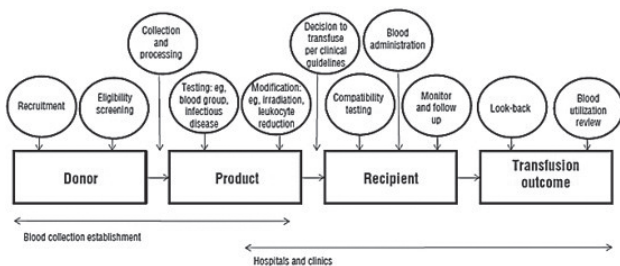 Collection
and
processing
Decision to
transfuse
per clinical
guidelines
Blood
administration
Recruitment
Eligibility
screening
Testing: eg,
blood group,
infectious
disease
Modification:
eg, irradiation,
leukocyte
reduction
Compatibility
testing
Monitor
and follow
up
Look-back
Blood
utilization
review
Donor
Product
Recipient
Transfusion
outcome
Blood collection establishment
Hospitals and clinics